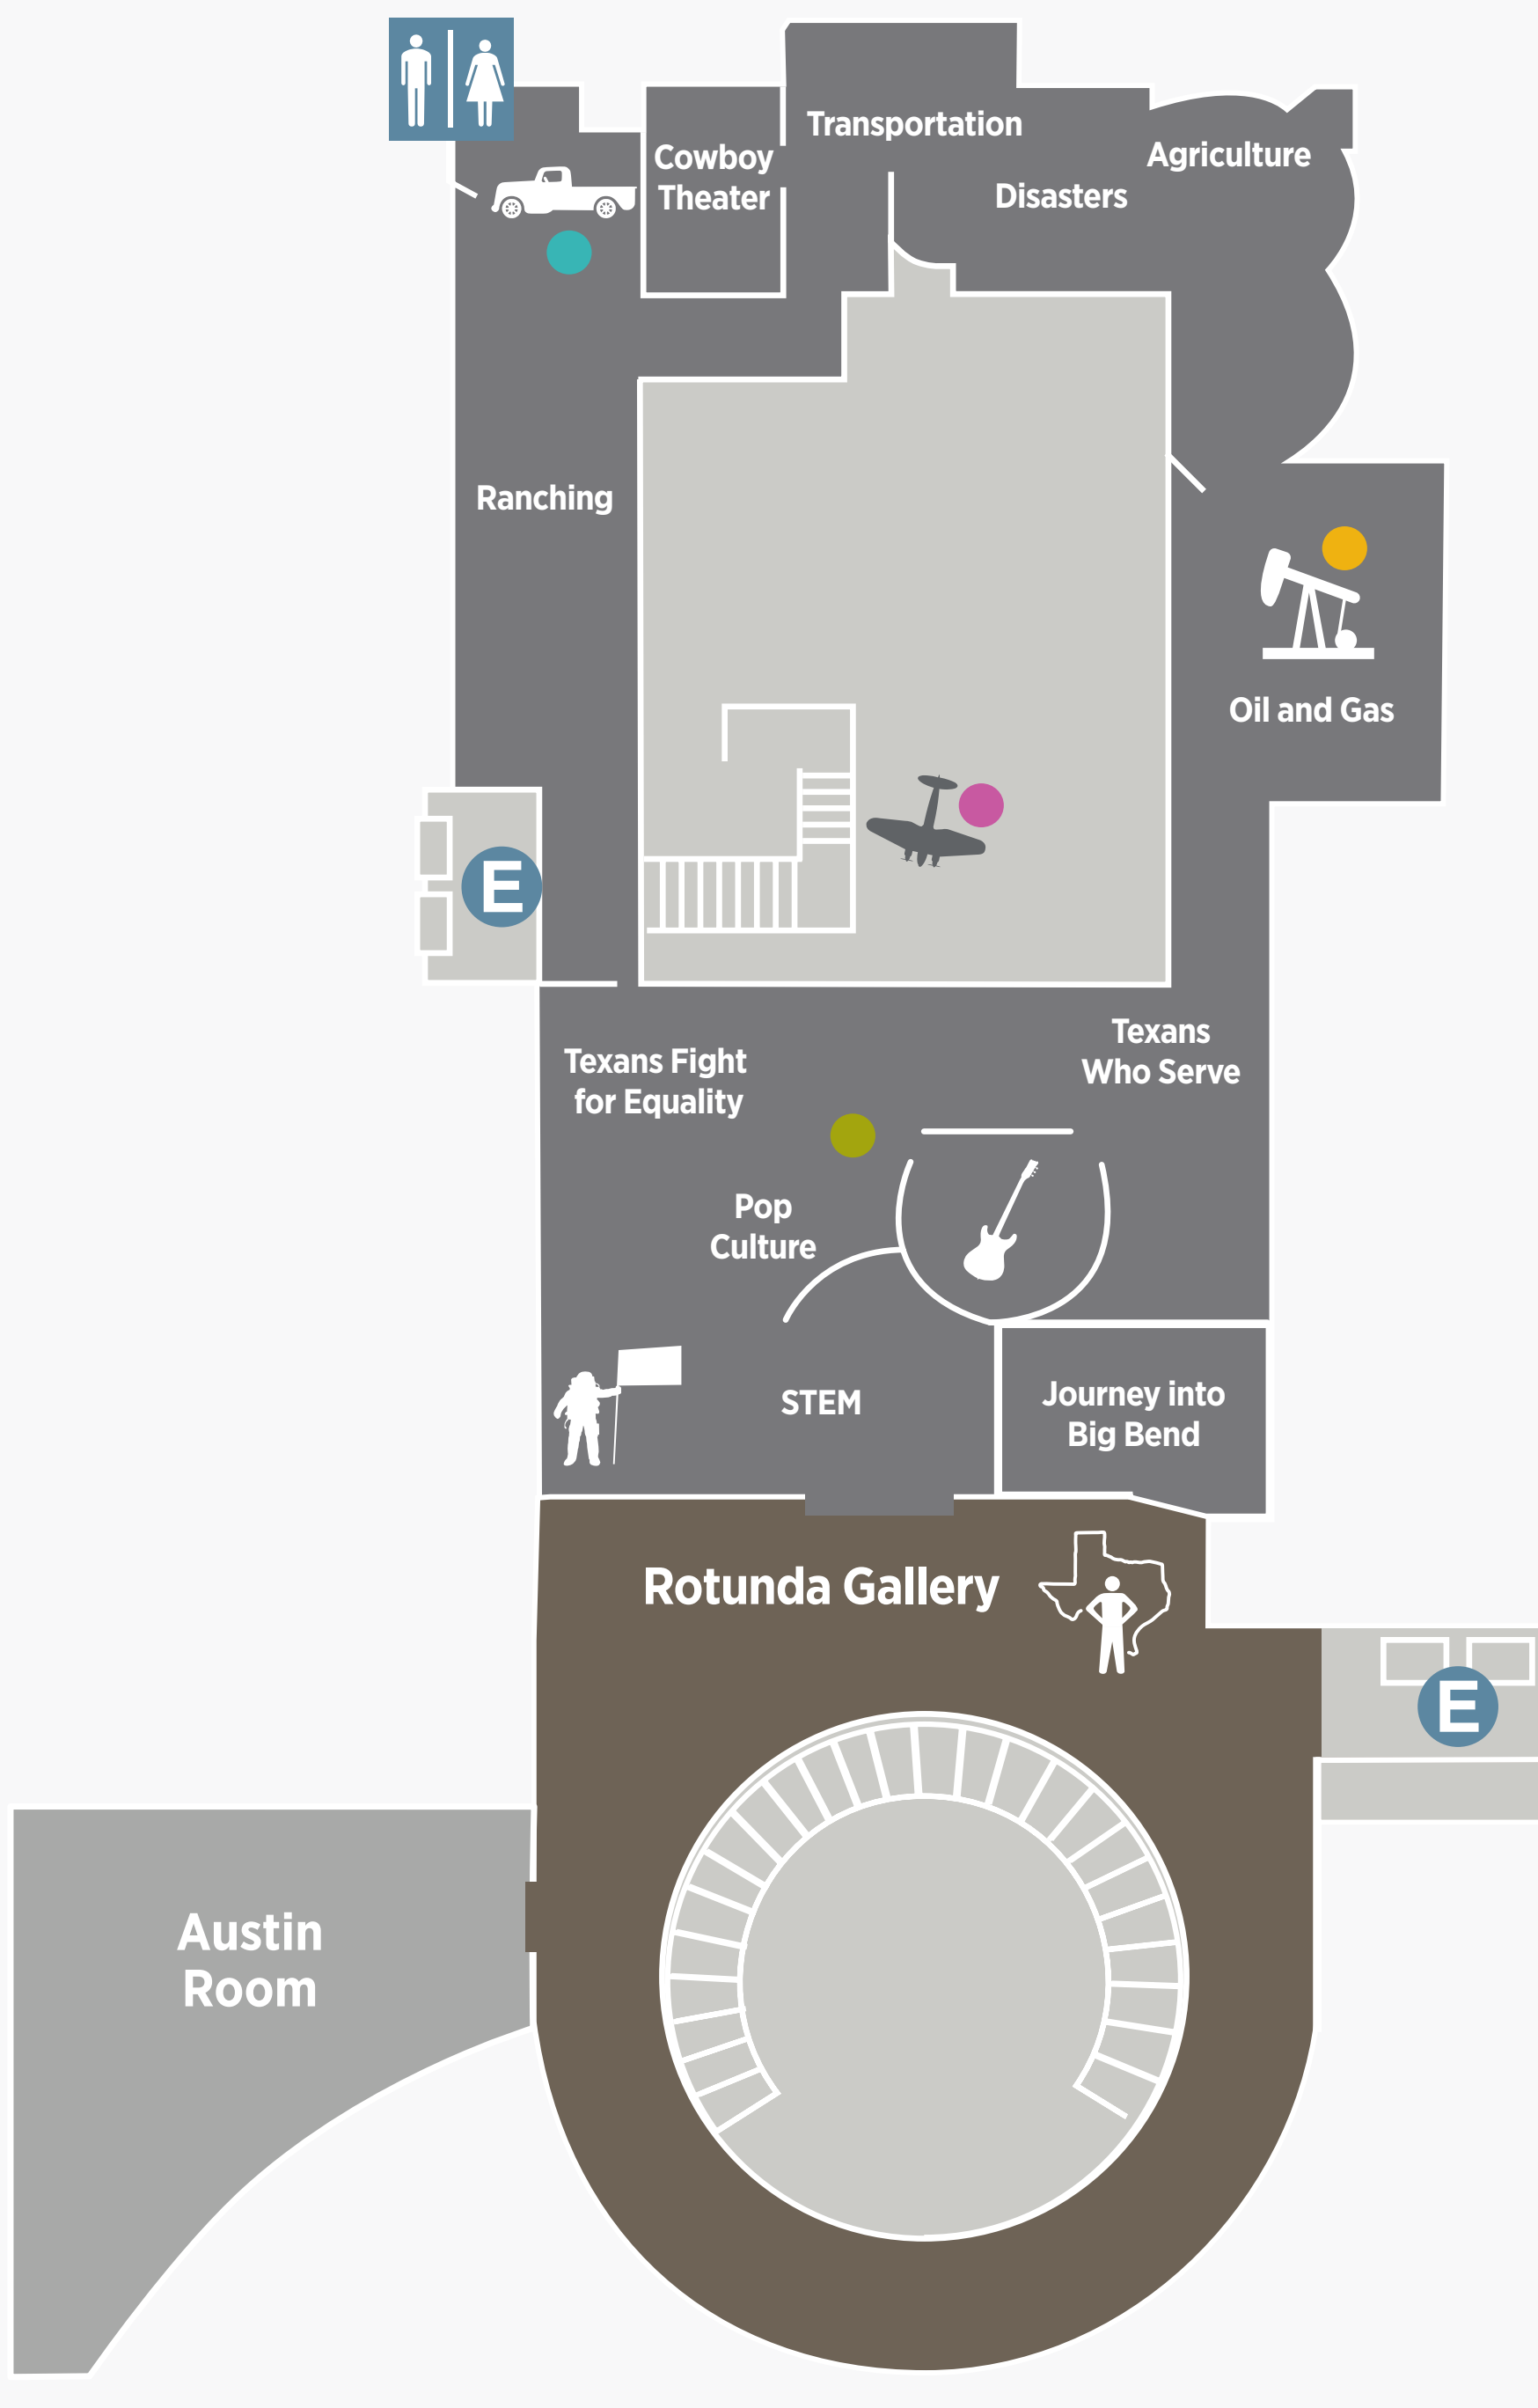 Transportation
Cowboy
Theater
Agriculture
Disasters
Ranching
Oil and Gas
E
Texans
Who Serve
Texans Fight
for Equality
Pop
Culture
STEM
Journey into
Big Bend
Rotunda Gallery
E
Austin
Room